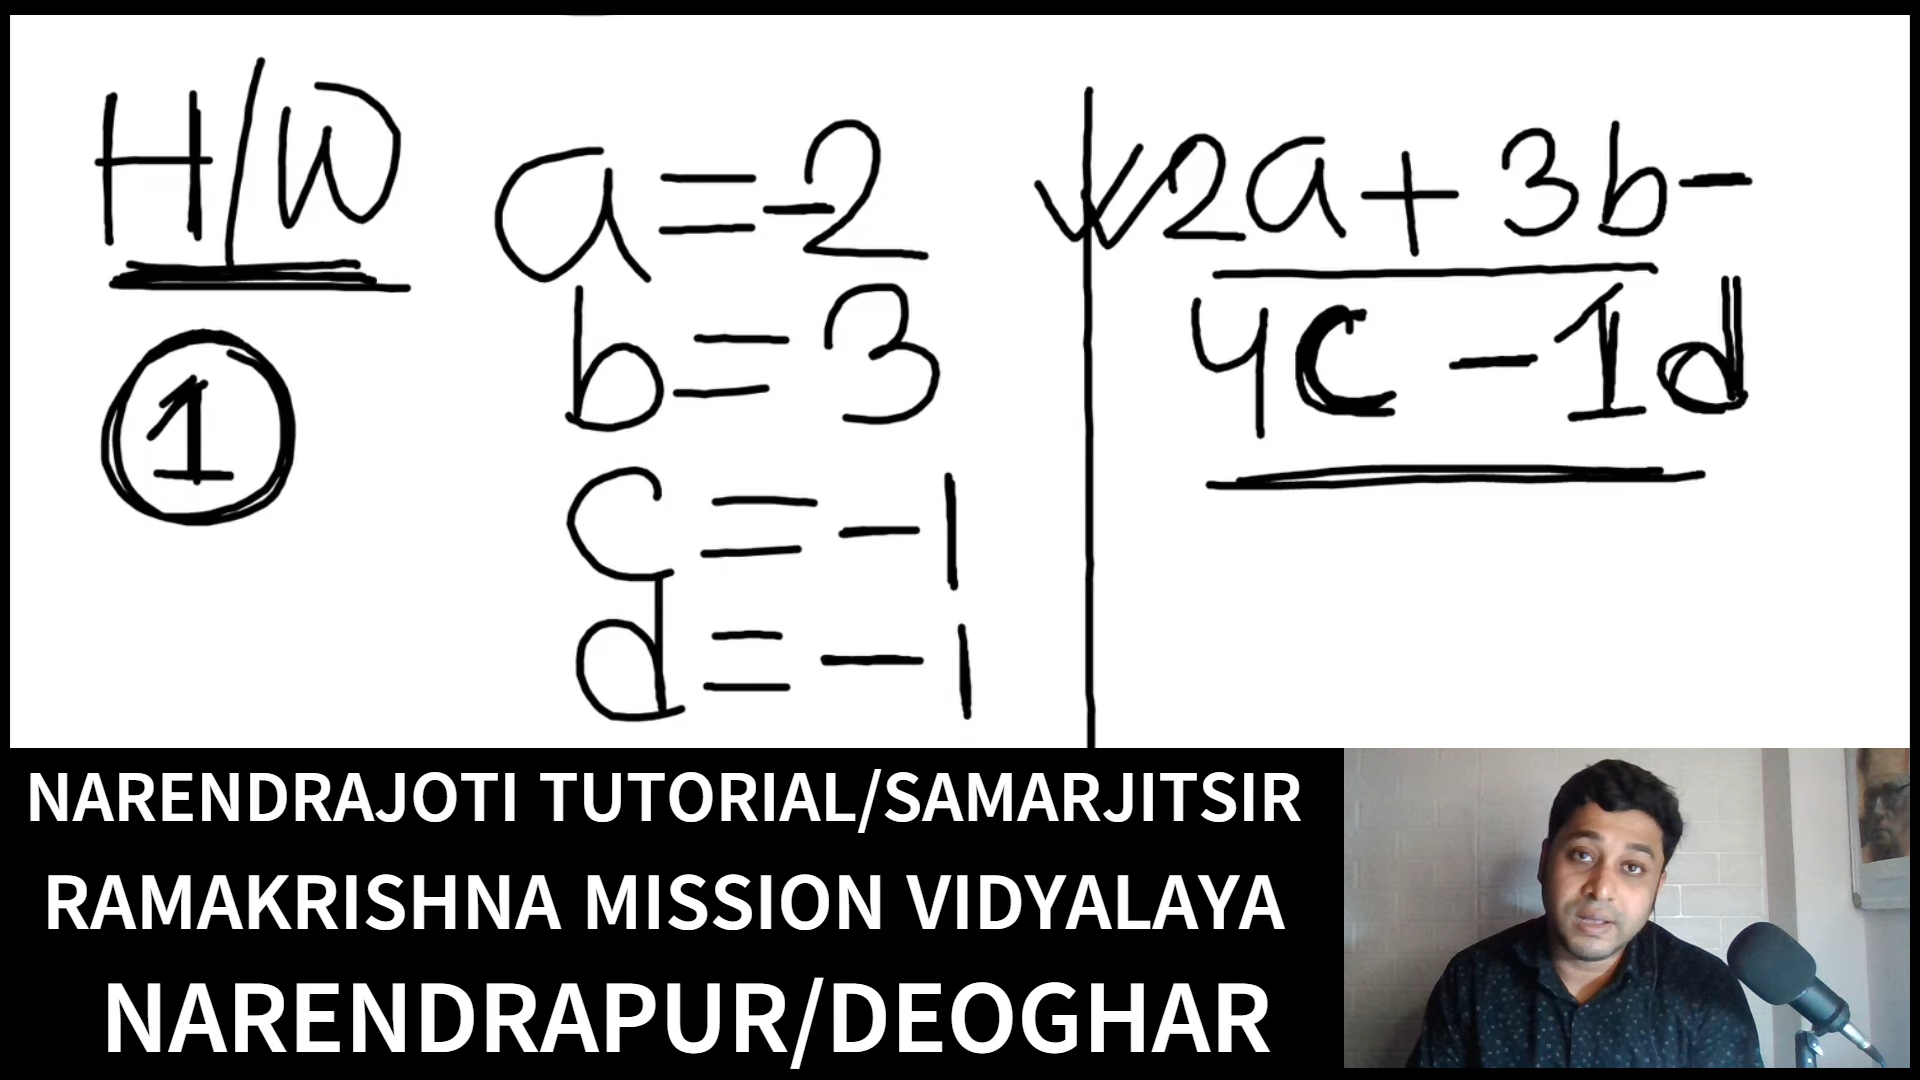 H/W
1
a = -2
b = 3
c = -1
d = -1
2a + 3b -
4c - 1d
NARENDRAJOTI TUTORIAL/SAMARJITSIR
RAMAKRISHNA MISSION VIDYALAYA
NARENDRAPUR/DEOGHAR